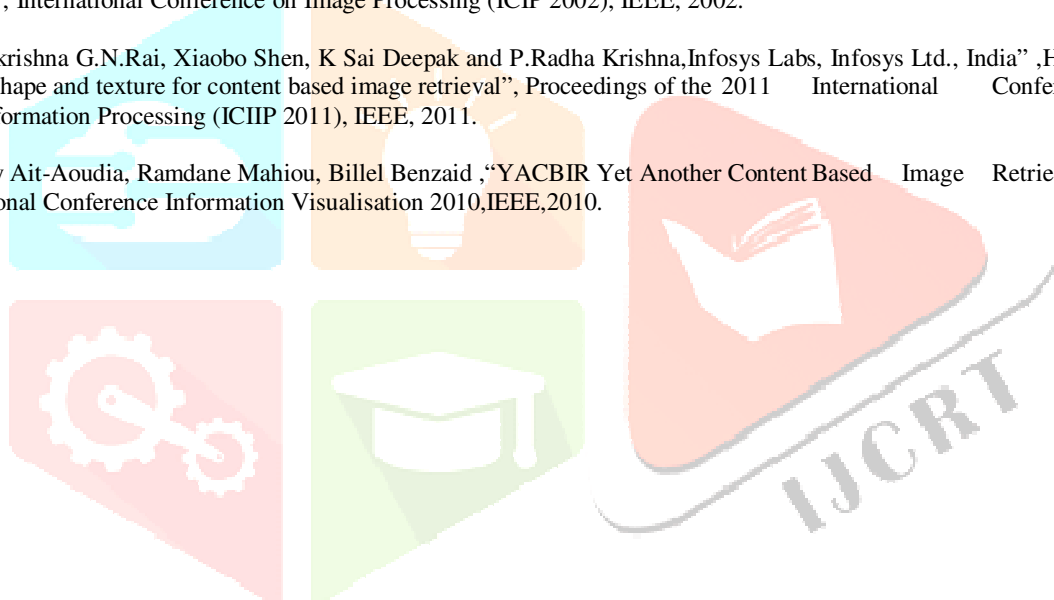 , International Conference on Image Processing (ICIP 2002), IEEE, 2002.
krishna G.N.Rai, Xiaobo Shen, K Sai Deepak and P.Radha Krishna,Infosys Labs, Infosys Ltd., India” ,H
hape and texture for content based image retrieval”, Proceedings of the 2011 International Confe
formation Processing (ICIIP 2011), IEEE, 2011.
y Ait-Aoudia, Ramdane Mahiou, Billel Benzaid ,“YACBIR Yet Another Content Based Image Retrie
onal Conference Information Visualisation 2010,IEEE,2010.
IJCRT